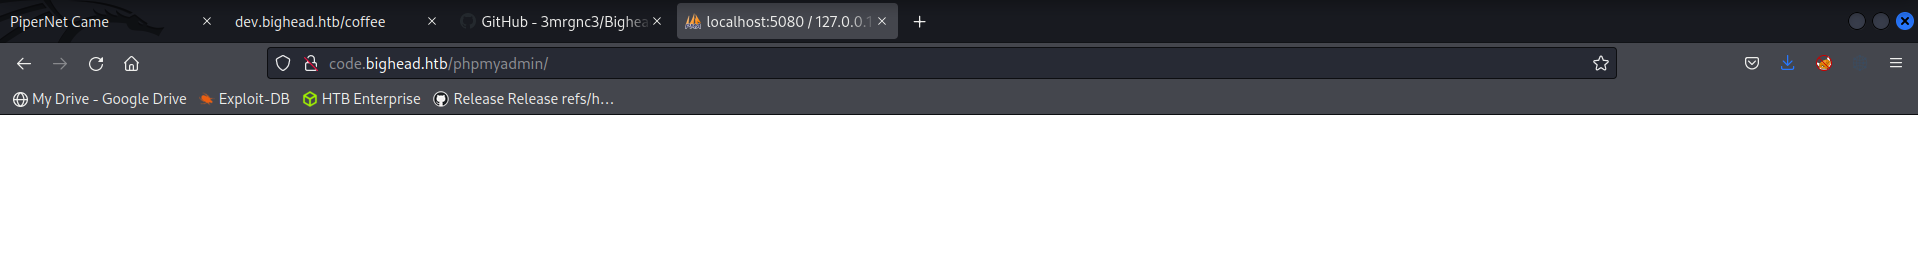 PiperNet Came
dev.bighead.htb/coffee
GitHub - 3mrgnc3/Bighea
localhost:5080 / 127.0.0.1
code.bighead.htb/phpmyadmin/
My Drive - Google Drive
Exploit-DB
HTB Enterprise
Release Release refs/h…